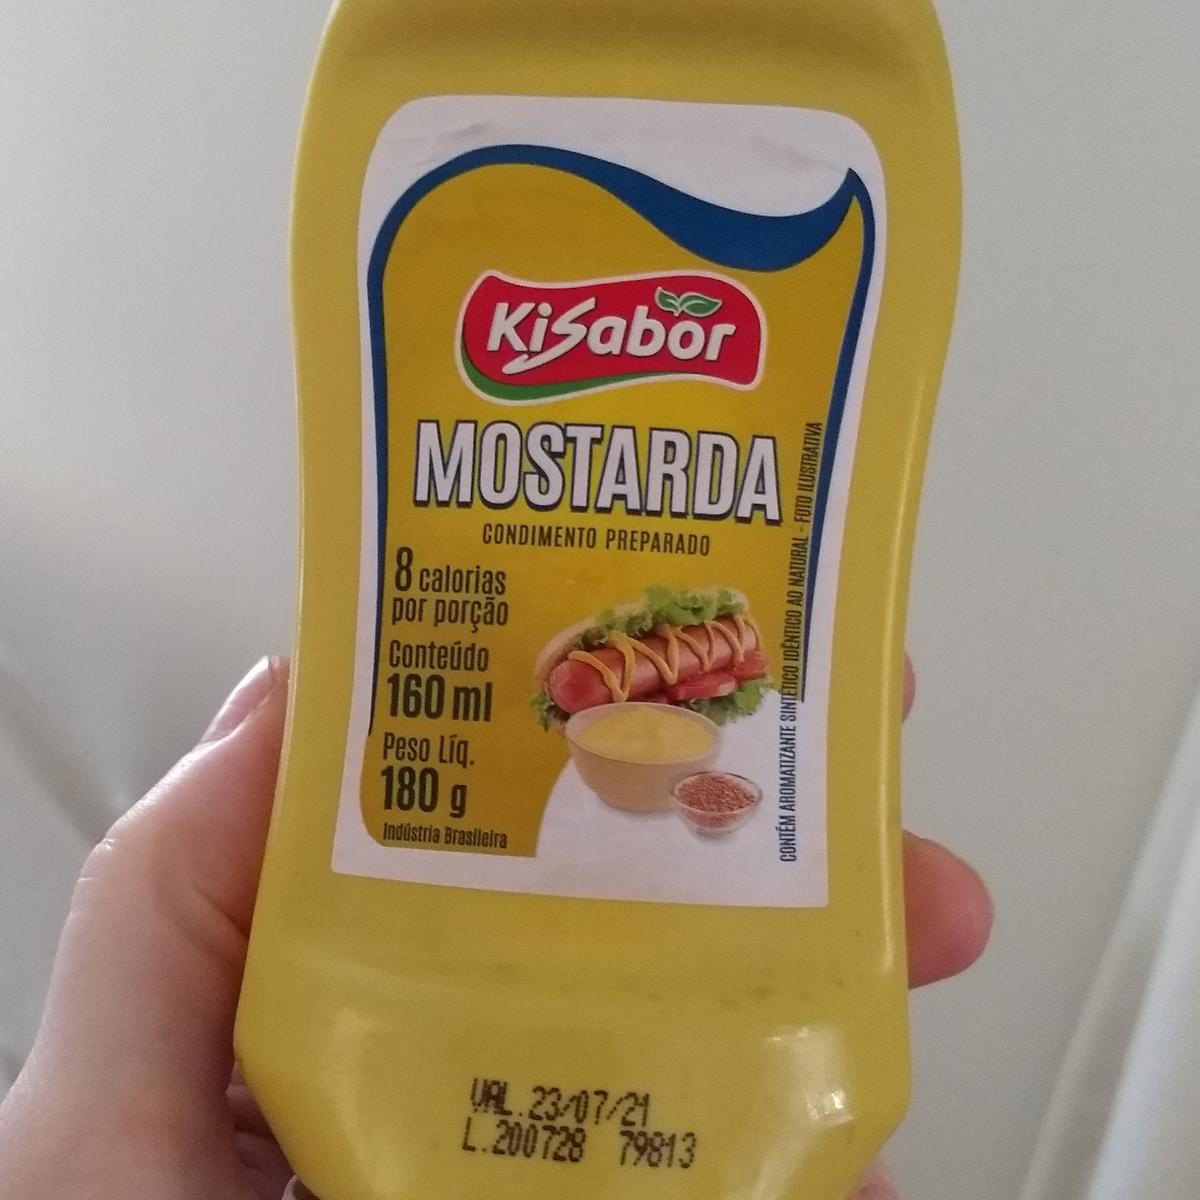 KiSabor
MOSTARDA
CONDIMENTO PREPARADO
8 calorias
por porção
Conteúdo
160 ml
Peso Líq.
180 g
Indústria Brasileira
CONTÉM AROMATIZANTE SINTÉTICO IDÊNTICO AO NATURAL - FOTO ILUSTRATIVA
VAL.23/07/21
L.200728 79813